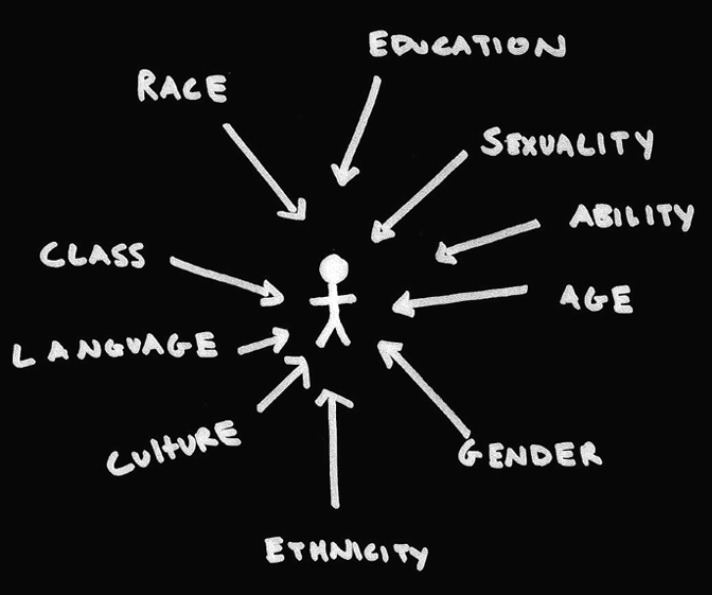 EDUCATION
RACE
SEXUALITY
ABILITY
CLASS
AGE
LANGUAGE
CULTURE
GENDER
ETHNICITY